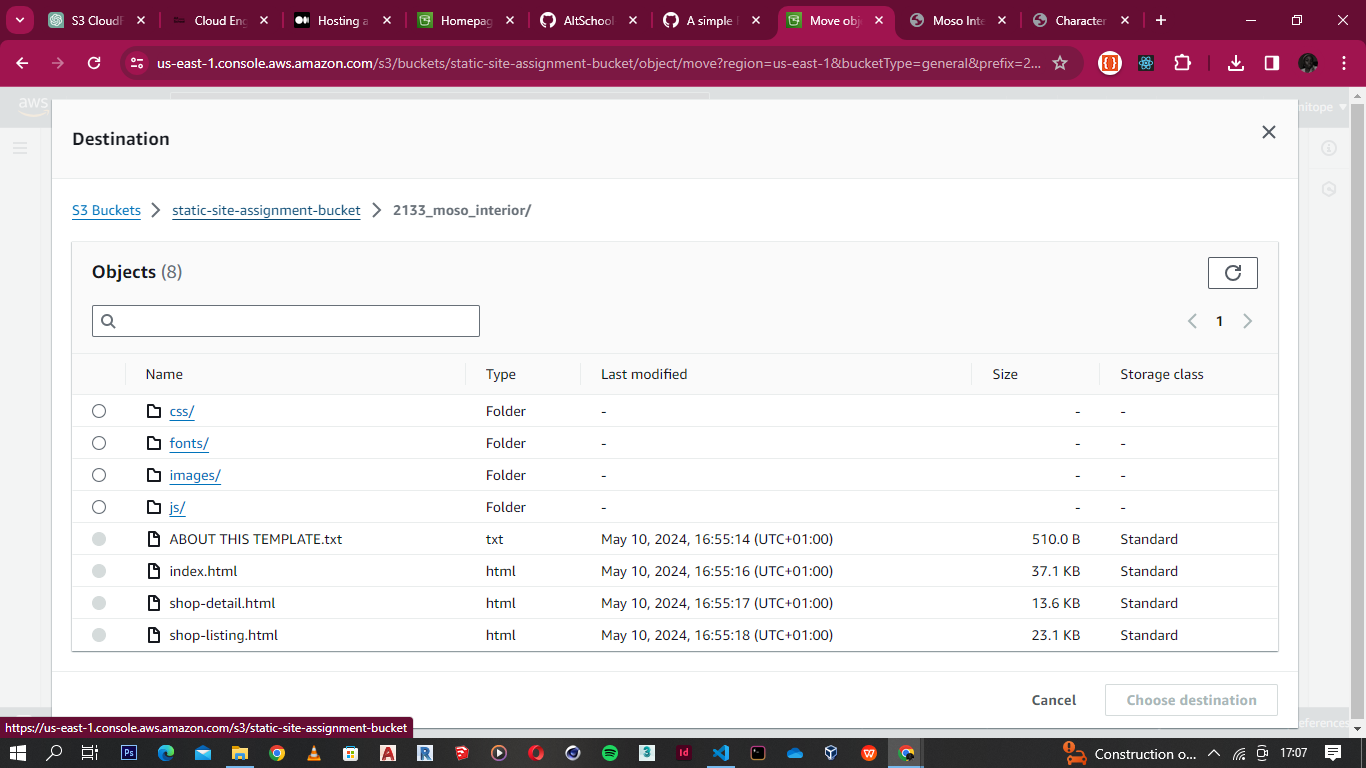 S3 CloudF
Cloud Eng
Hosting a
Homepag
AltSchool
A simple
Move obj
Moso Inte
Character
us-east-1.console.aws.amazon.com/s3/buckets/static-site-assignment-bucket/object/move?region=us-east-1&bucketType=general&prefix=2...
aws
nitope
Destination
S3 Buckets
static-site-assignment-bucket
2133_moso_interior/
Objects (8)
1
Name Type Last modified Size Storage class
css/ Folder - - -
fonts/ Folder - - -
images/ Folder - - -
js/ Folder - - -
ABOUT THIS TEMPLATE.txt txt May 10, 2024, 16:55:14 (UTC+01:00) 510.0 B Standard
index.html html May 10, 2024, 16:55:16 (UTC+01:00) 37.1 KB Standard
shop-detail.html html May 10, 2024, 16:55:17 (UTC+01:00) 13.6 KB Standard
shop-listing.html html May 10, 2024, 16:55:18 (UTC+01:00) 23.1 KB Standard
Cancel Choose destination
eferences
https://us-east-1.console.aws.amazon.com/s3/static-site-assignment-bucket
Construction o...
17:07